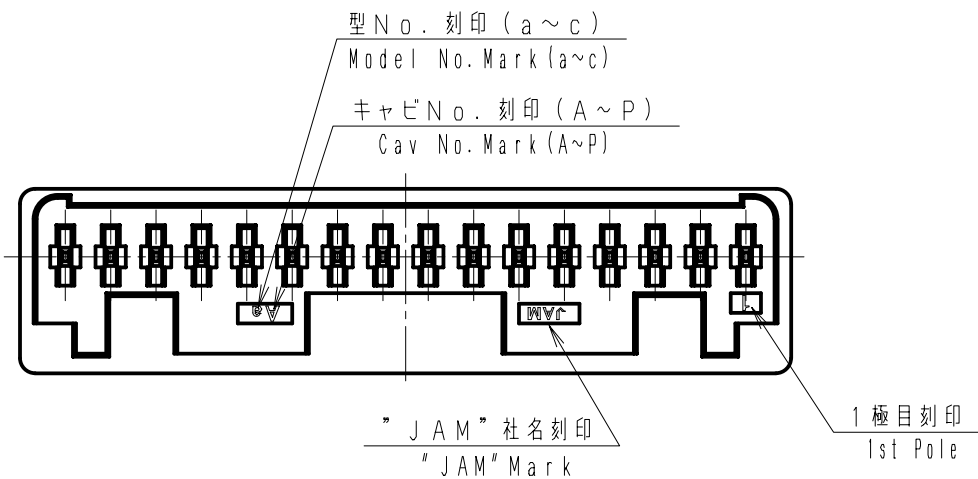 型No. 刻印 (a～c)
Model No.Mark(a~c)
キャビNo. 刻印 (A～P)
Cav No.Mark(A~P)
a A
JAM
1
"JAM"社名刻印
"JAM"Mark
1極目刻印
1st Pole